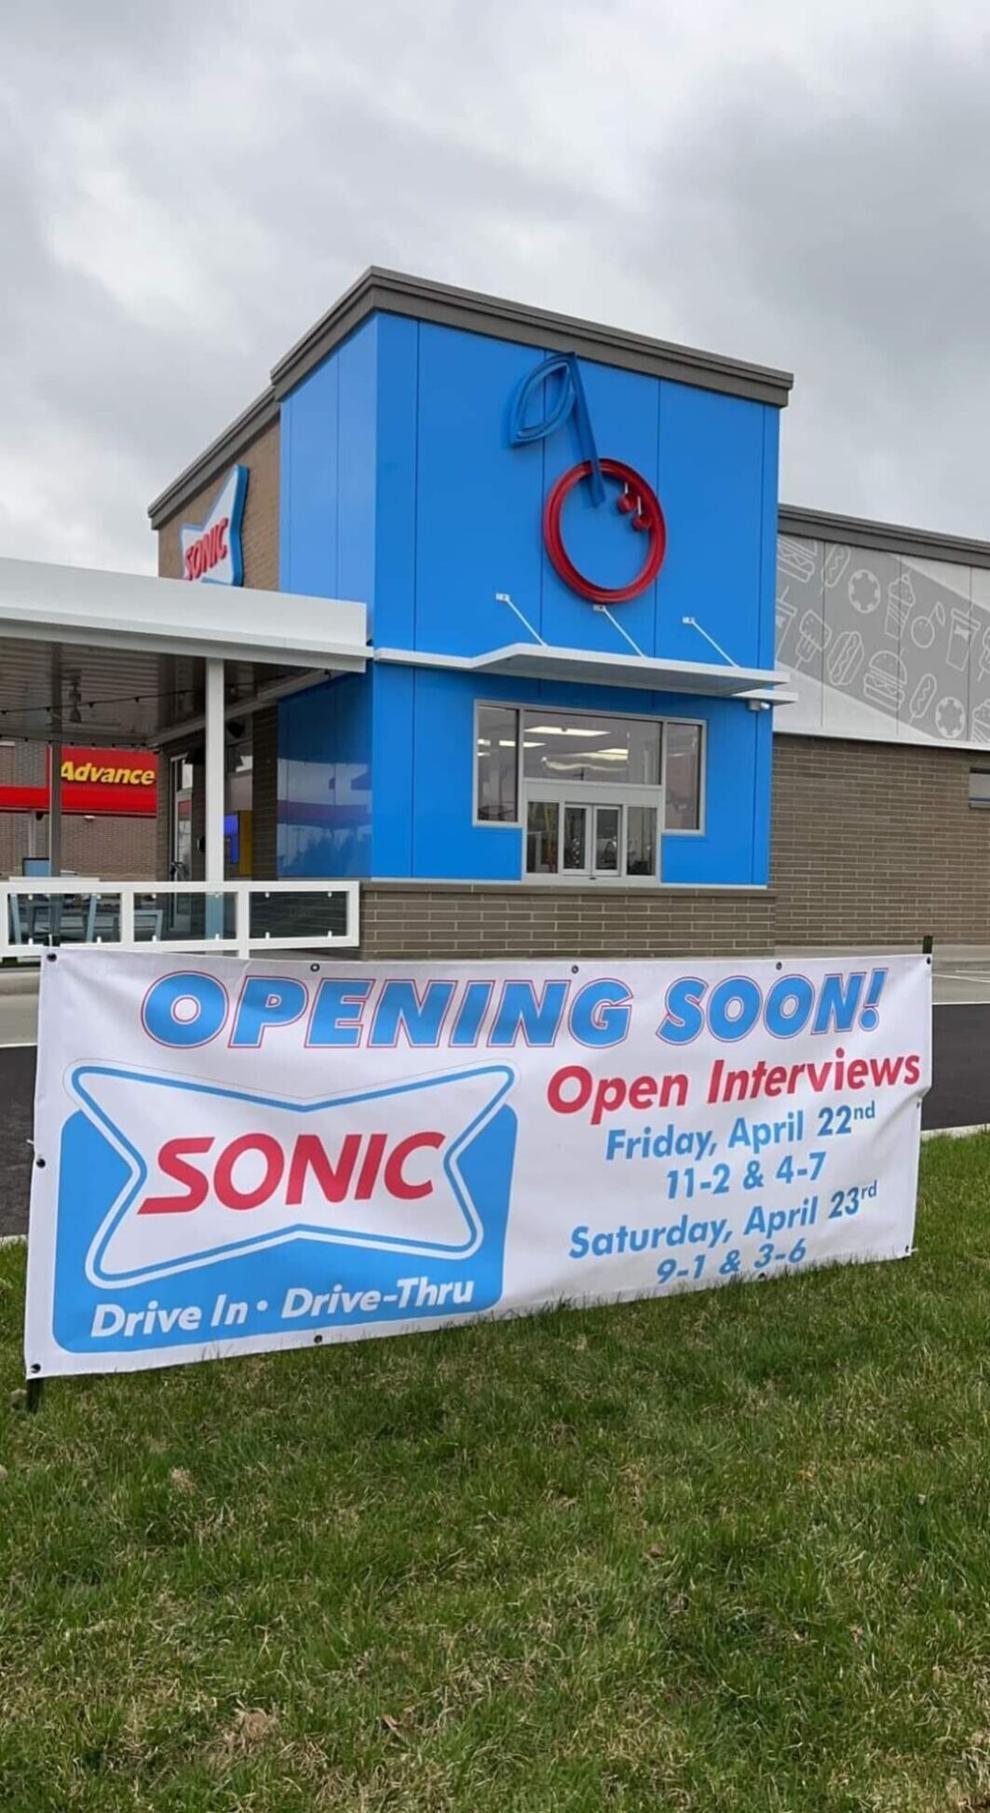 SONIC
Advance
OPENING SOON!
SONIC
Drive In • Drive-Thru
Open Interviews
Friday, April 22nd
11-2 & 4-7
Saturday, April 23rd
9-1 & 3-6